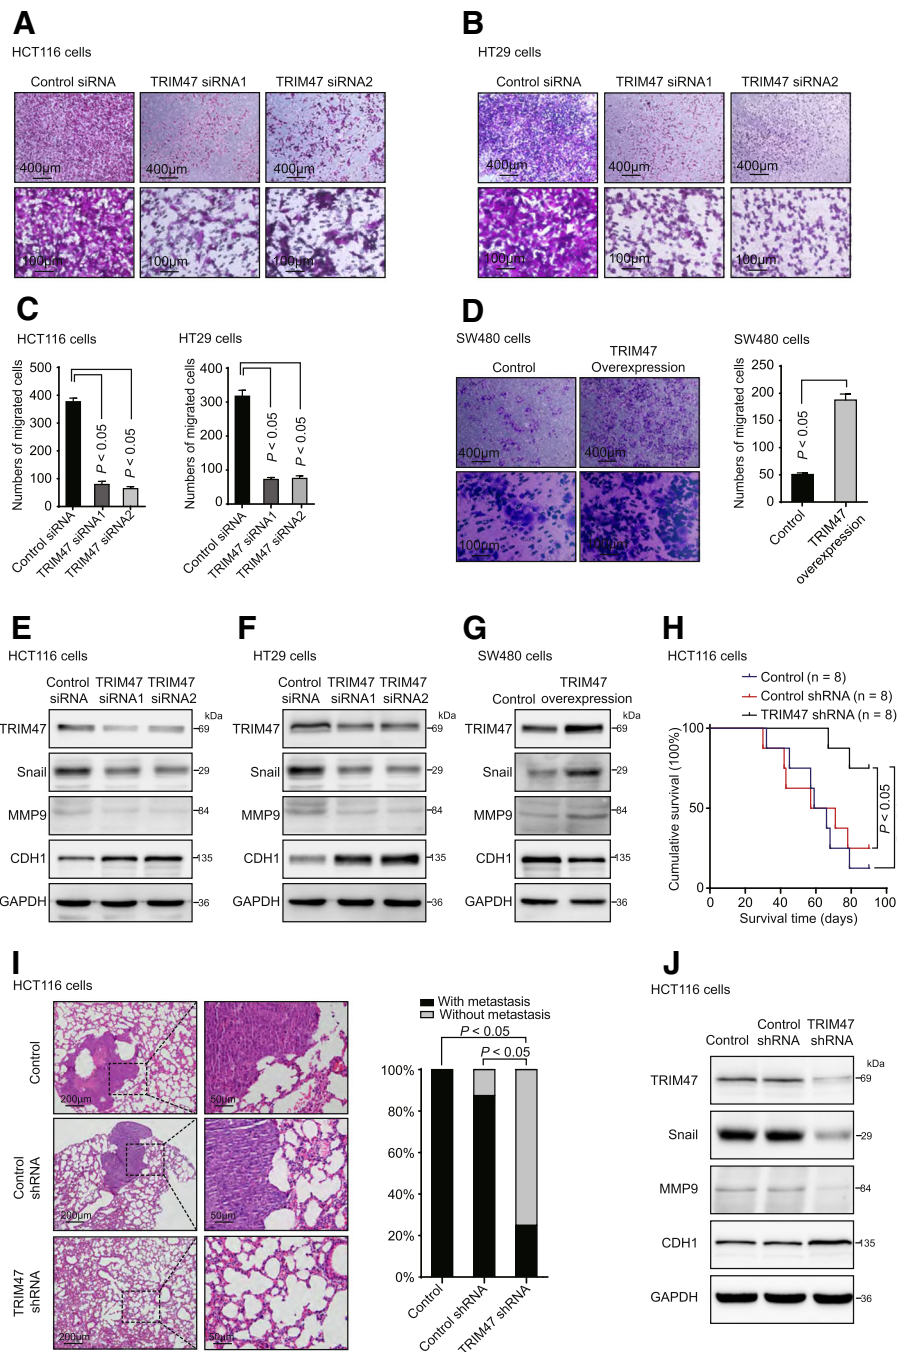 A
HCT116 cells
Control siRNA TRIM47 siRNA1 TRIM47 siRNA2
400μm 400μm 400μm
100μm 100μm 100μm
B
HT29 cells
Control siRNA TRIM47 siRNA1 TRIM47 siRNA2
400μm 400μm 400μm
100μm 100μm 100μm
C
HCT116 cells
Numbers of migrated cells
500
400
300
200
100
0
P < 0.05
P < 0.05
Control siRNA
TRIM47 siRNA1
TRIM47 siRNA2
HT29 cells
Numbers of migrated cells
400
300
200
100
0
P < 0.05
P < 0.05
Control siRNA
TRIM47 siRNA1
TRIM47 siRNA2
D
SW480 cells
Control
TRIM47
Overexpression
400μm 400μm
100μm 100μm
SW480 cells
Numbers of migrated cells
250
200
150
100
50
0
P < 0.05
Control
TRIM47
overexpression
E
HCT116 cells
Control TRIM47 TRIM47
siRNA siRNA1 siRNA2
kDa
TRIM47 69
Snail 29
MMP9 84
CDH1 135
GAPDH 36
F
HT29 cells
Control TRIM47 TRIM47
siRNA siRNA1 siRNA2
kDa
TRIM47 69
Snail 29
MMP9 84
CDH1 135
GAPDH 36
G
SW480 cells
TRIM47
Control overexpression
kDa
TRIM47 69
Snail 29
MMP9 84
CDH1 135
GAPDH 36
H
HCT116 cells
Control (n = 8)
Control shRNA (n = 8)
TRIM47 shRNA (n = 8)
Cumulative survival (100%)
100
50
0
P < 0.05
0 20 40 60 80 100
Survival time (days)
I
HCT116 cells
Control
200μm 50μm
Control
shRNA
200μm 50μm
TRIM47
shRNA
200μm 50μm
With metastasis
Without metastasis
P < 0.05
P < 0.05
100%
80%
60%
40%
20%
0%
Control
Control shRNA
TRIM47 shRNA
J
HCT116 cells
Control TRIM47
Control shRNA shRNA
kDa
TRIM47 69
Snail 29
MMP9 84
CDH1 135
GAPDH 36